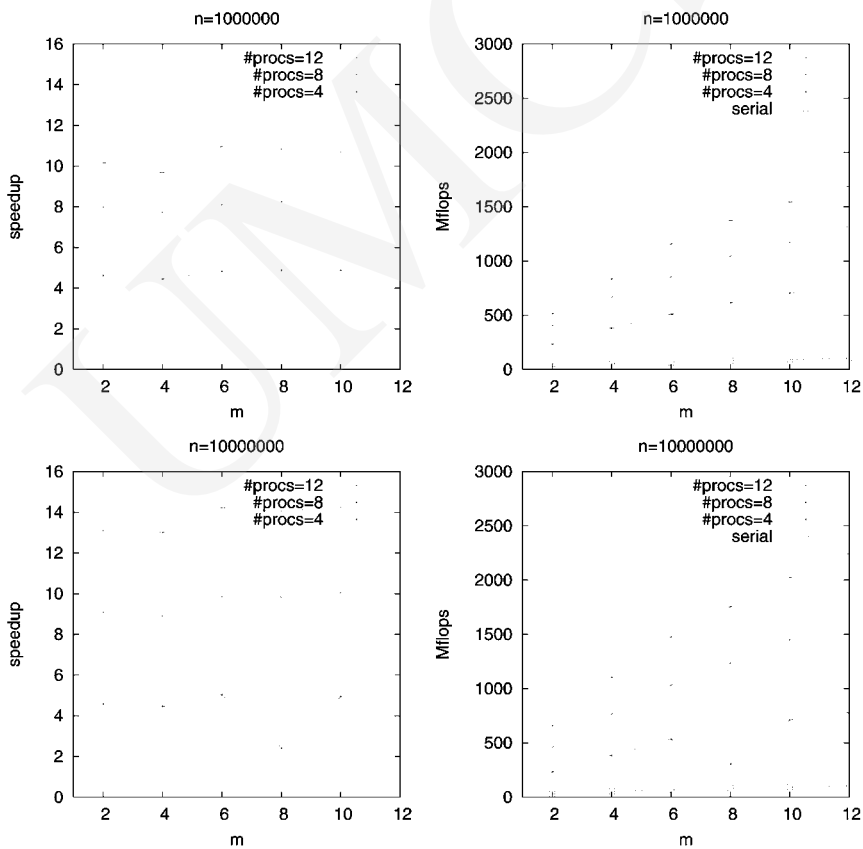 n=1000000
16
14
12
10
8
6
4
2
0
speedup
#procs=12
#procs=8
#procs=4
2 4 6 8 10 12
m
n=1000000
3000
2500
2000
1500
1000
500
0
Mflops
#procs=12
#procs=8
#procs=4
serial
2 4 6 8 10 12
m
n=10000000
16
14
12
10
8
6
4
2
0
speedup
#procs=12
#procs=8
#procs=4
2 4 6 8 10 12
m
n=10000000
3000
2500
2000
1500
1000
500
0
Mflops
#procs=12
#procs=8
#procs=4
serial
2 4 6 8 10 12
m
UMC